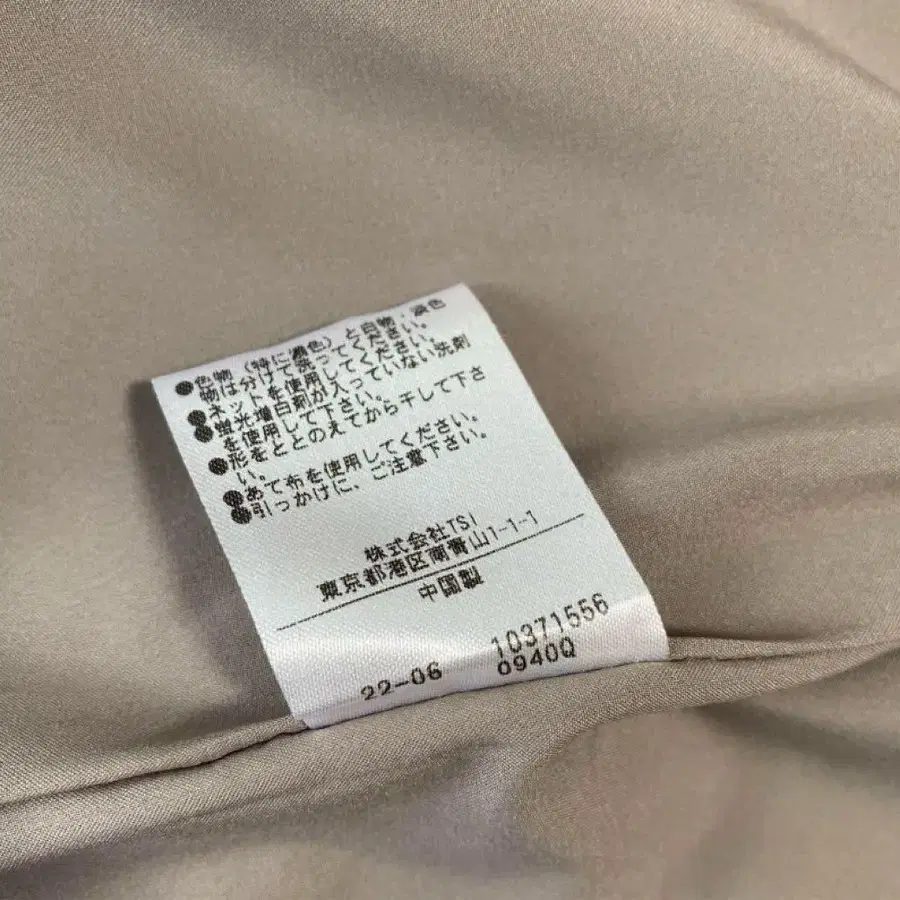 ●色物（特に濃色）と白物・淡色
物は分けて洗ってください。
●ネットを使用してください。
●蛍光増白剤が入っていない洗剤
を使用して下さい。
●形をととのえてから干して下さ
い。
●あて布を使用してください。
●引っかけに、ご注意下さい。
株式会社TSI
東京都港区南青山1-1-1
中国製
10371556
22-06 0940Q